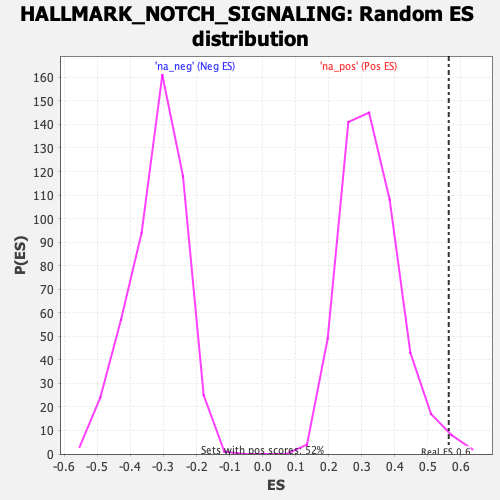 HALLMARK_NOTCH_SIGNALING: Random ES
distribution
'na_neg' (Neg ES) 'na_pos' (Pos ES)
160
150
140
130
120
110
100
90
80
70
60
50
40
30
20
10
0
P(ES)
Sets with pos scores: 52%
Real ES 0.6
-0.6 -0.5 -0.4 -0.3 -0.2 -0.1 0.0 0.1 0.2 0.3 0.4 0.5 0.6
ES